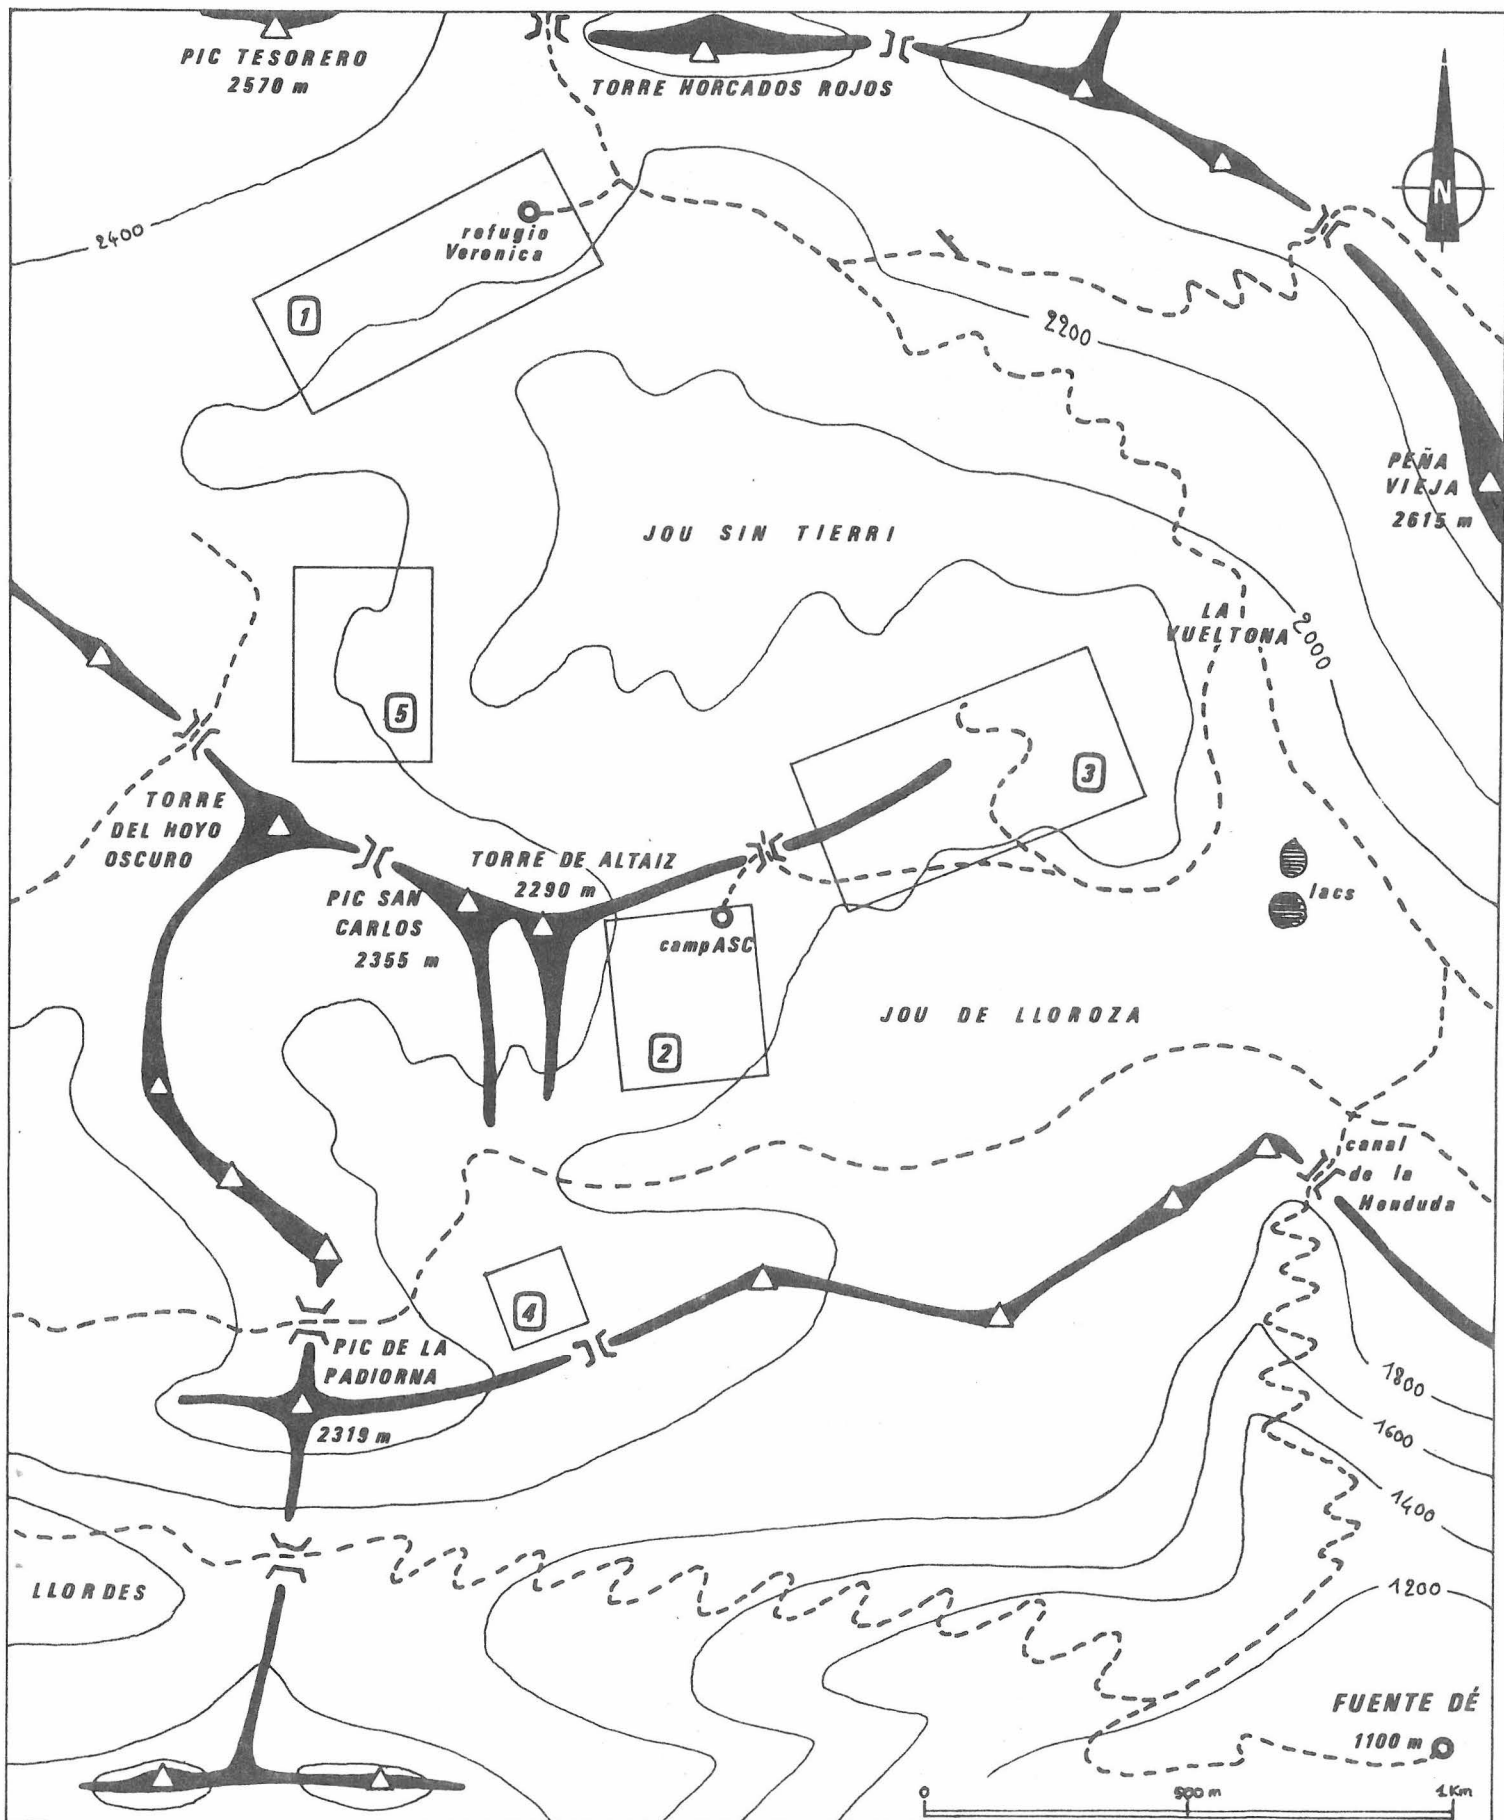 PIC TESORERO
2570 m
TORRE HORCADOS ROJOS
N
2400
refugio
Veronica
1
2200
PEÑA
VIEJA
2615 m
JOU SIN TIERRI
LA
VUELTONA
2000
5
3
TORRE
DEL HOYO
OSCURO
TORRE DE ALTAIZ
2290 m
PIC SAN
CARLOS
2355 m
lacs
camp ASC
JOU DE LLOROZA
2
canal
de la
Henduda
4
PIC DE LA
PADIORNA
2319 m
1800
1600
1400
1200
LLORDES
FUENTE DÉ
1100 m
0 500 m 1 Km